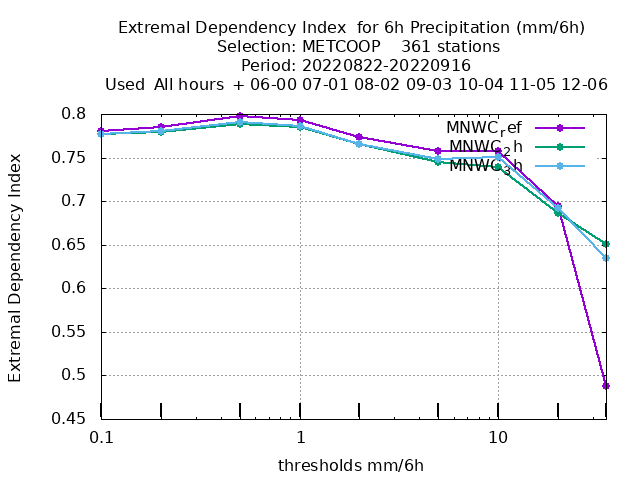 Extremal Dependency Index  for 6h Precipitation (mm/6h)
Selection: METCOOP    361 stations
Period: 20220822-20220916
Used  All hours  + 06-00 07-01 08-02 09-03 10-04 11-05 12-06
0.8
0.75
0.7
0.65
0.6
0.55
0.5
0.45
Extremal Dependency Index
MNWC_ref
MNWC_2h
MNWC_3h
0.1 1 10
thresholds mm/6h